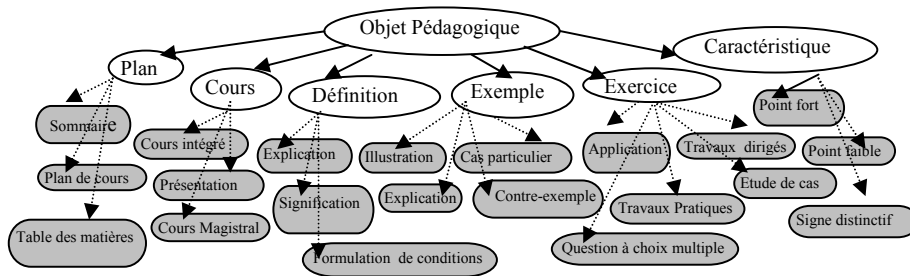 Objet Pédagogique
Caractéristique
Plan
Cours
Définition
Exemple
Exercice
Point fort
Sommaire
Cours intégré
Explication
Illustration
Cas particulier
Application
Travaux dirigés
Point faible
Plan de cours
Présentation
Signification
Explication
Contre-exemple
Etude de cas
Travaux Pratiques
Signe distinctif
Table des matières
Cours Magistral
Formulation de conditions
Question à choix multiple